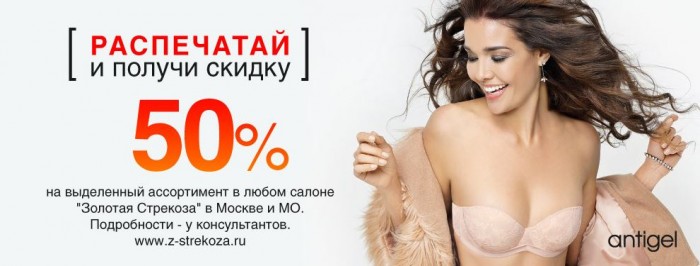 [ РАСПЕЧАТАЙ
и получи скидку ]
50%
на выделенный ассортимент в любом салоне
"Золотая Стрекоза" в Москве и МО.
Подробности - у консультантов.
www.z-strekoza.ru
antigel